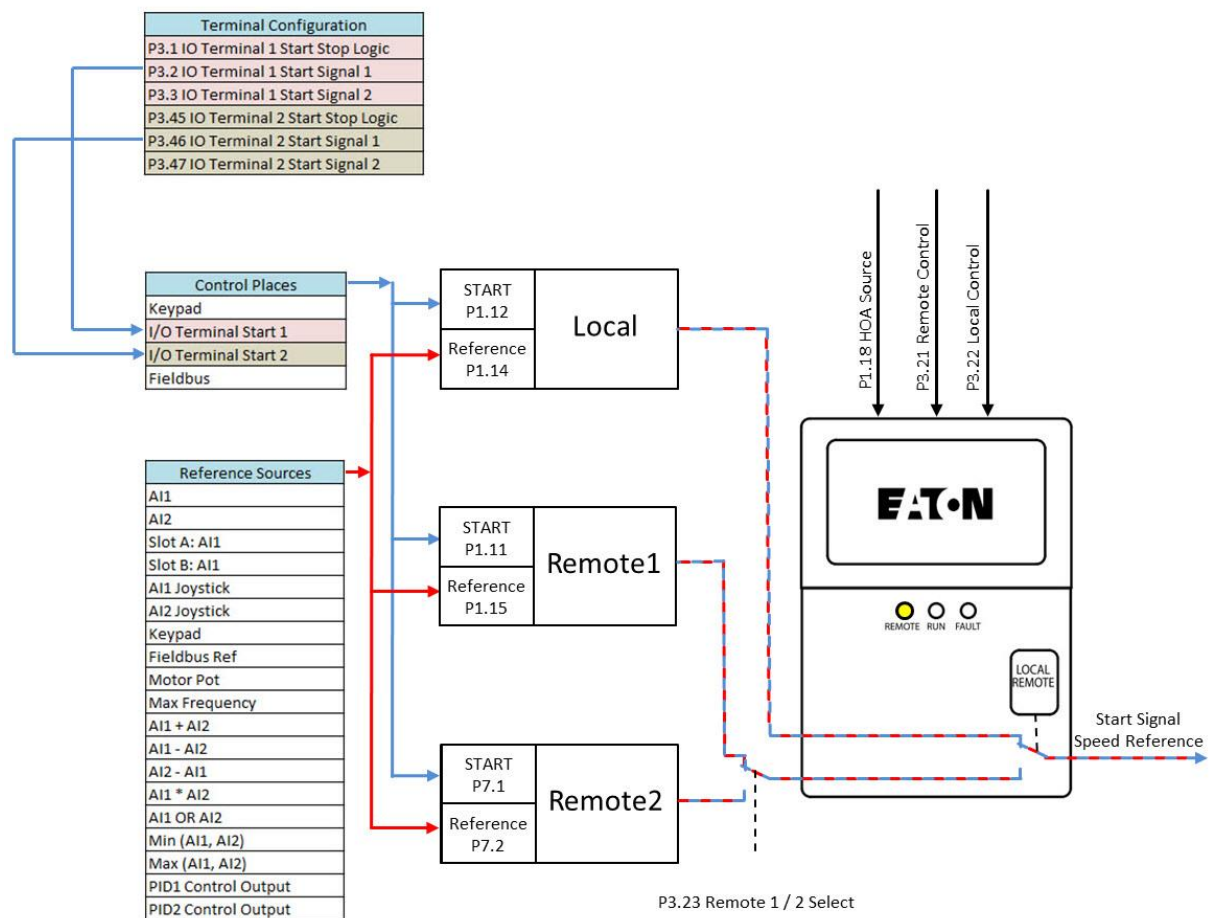 Terminal Configuration
P3.1 IO Terminal 1 Start Stop Logic
P3.2 IO Terminal 1 Start Signal 1
P3.3 IO Terminal 1 Start Signal 2
P3.45 IO Terminal 2 Start Stop Logic
P3.46 IO Terminal 2 Start Signal 1
P3.47 IO Terminal 2 Start Signal 2
Control Places
Keypad
I/O Terminal Start 1
I/O Terminal Start 2
Fieldbus
Reference Sources
AI1
AI2
Slot A: AI1
Slot B: AI1
AI1 Joystick
AI2 Joystick
Keypad
Fieldbus Ref
Motor Pot
Max Frequency
AI1 + AI2
AI1 - AI2
AI2 - AI1
AI1 * AI2
AI1 OR AI2
Min (AI1, AI2)
Max (AI1, AI2)
PID1 Control Output
PID2 Control Output
START
P1.12
Reference
P1.14
Local
START
P1.11
Reference
P1.15
Remote1
START
P7.1
Reference
P7.2
Remote2
P3.23 Remote 1 / 2 Select
P1.18 HOA Source
P3.21 Remote Control
P3.22 Local Control
EATON
REMOTE RUN FAULT
LOCAL
REMOTE
Start Signal
Speed Reference